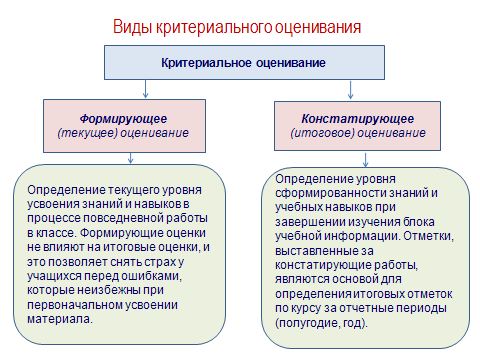 Виды критериального оценивания
Критериальное оценивание
Формирующее
(текущее) оценивание
Констатирующее
(итоговое) оценивание
Определение текущего уровня
усвоения знаний и навыков в
процессе повседневной работы
в классе. Формирующие оценки
не влияют на итоговые оценки, и
это позволяет снять страх у
учащихся перед ошибками,
которые неизбежны при
первоначальном усвоении
материала.
Определение уровня
сформированности знаний и
учебных навыков при
завершении изучения блока
учебной информации. Отметки,
выставленные за
констатирующие работы,
являются основой для
определения итоговых отметок
по курсу за отчетные периоды
(полугодие, год).